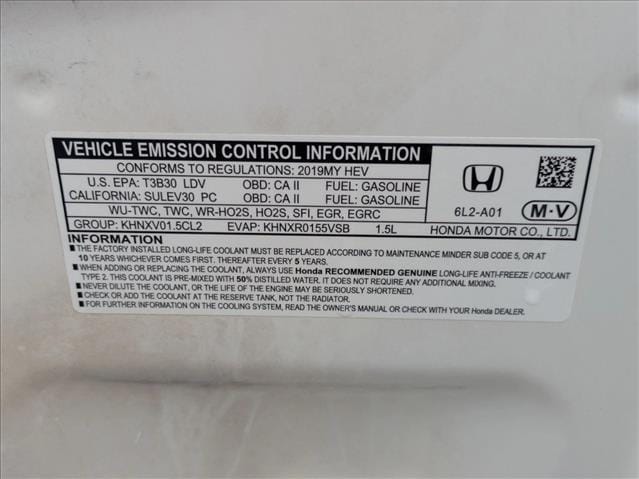 VEHICLE EMISSION CONTROL INFORMATION
CONFORMS TO REGULATIONS: 2019MY HEV
U.S. EPA: T3B30 LDV OBD: CA II FUEL: GASOLINE
CALIFORNIA: SULEV30 PC OBD: CA II FUEL: GASOLINE
WU-TWC, TWC, WR-HO2S, HO2S, SFI, EGR, EGRC
GROUP: KHNXV01.5CL2 EVAP: KHNXR0155VSB 1.5L
6L2-A01
M·V
HONDA MOTOR CO., LTD.
INFORMATION
■ THE FACTORY INSTALLED LONG-LIFE COOLANT MUST BE REPLACED ACCORDING TO MAINTENANCE MINDER SUB CODE 5, OR AT
10 YEARS WHICHEVER COMES FIRST. THEREAFTER EVERY 5 YEARS.
■ WHEN ADDING OR REPLACING THE COOLANT, ALWAYS USE Honda RECOMMENDED GENUINE LONG-LIFE ANTI-FREEZE / COOLANT
TYPE 2. THIS COOLANT IS PRE-MIXED WITH 50% DISTILLED WATER. IT DOES NOT REQUIRE ANY ADDITIONAL MIXING.
■ NEVER DILUTE THE COOLANT, OR THE LIFE OF THE ENGINE MAY BE SERIOUSLY SHORTENED.
■ CHECK OR ADD THE COOLANT AT THE RESERVE TANK, NOT THE RADIATOR.
■ FOR FURTHER INFORMATION ON THE COOLING SYSTEM, READ THE OWNER'S MANUAL OR CHECK WITH YOUR Honda DEALER.